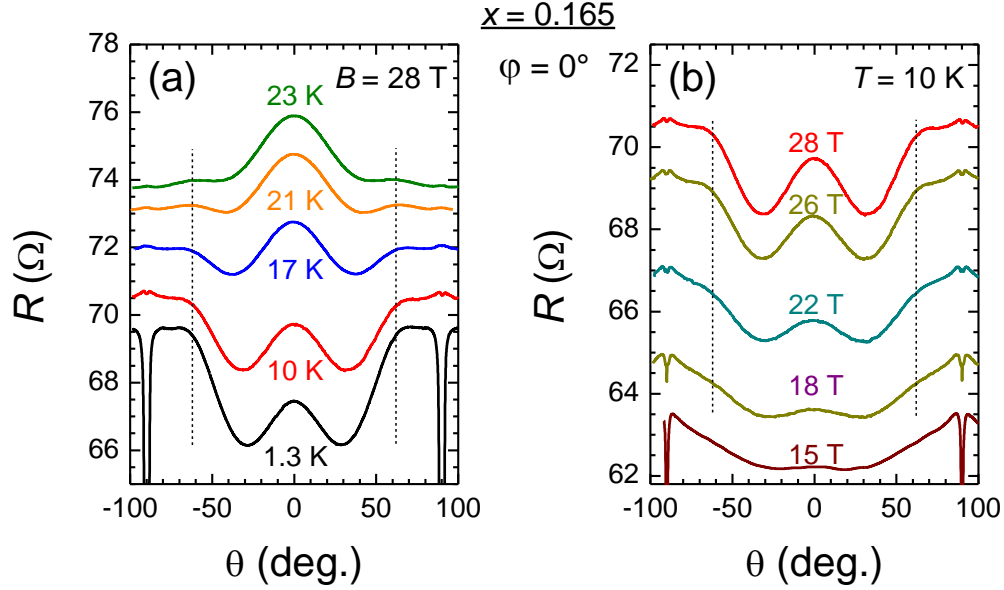 x = 0.165
φ = 0°
(a)
B = 28 T
23 K
21 K
17 K
10 K
1.3 K
78
76
74
72
70
68
66
R (Ω)
-100 -50 0 50 100
θ (deg.)
(b)
T = 10 K
28 T
26 T
22 T
18 T
15 T
72
70
68
66
64
62
R (Ω)
-100 -50 0 50 100
θ (deg.)